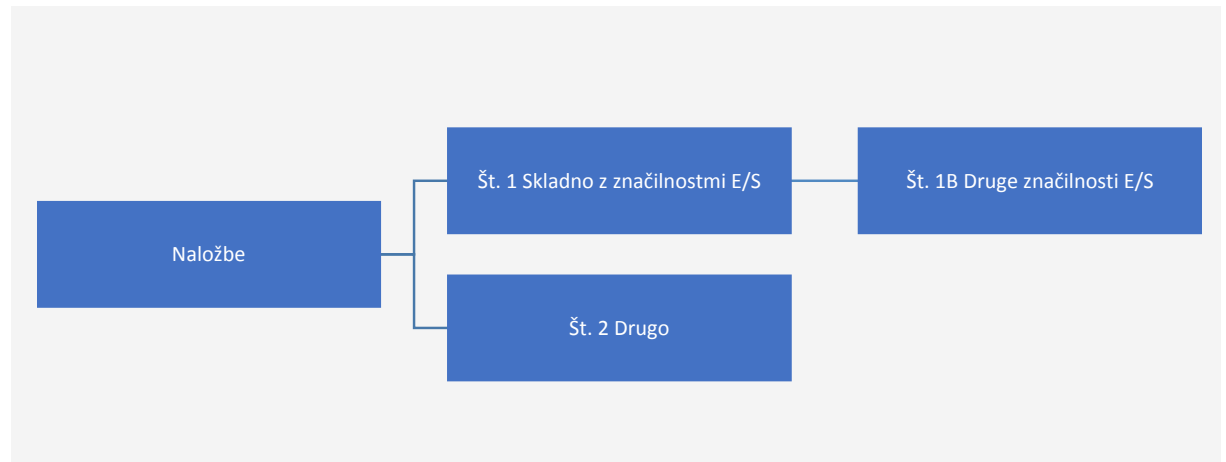 Št. 1 Skladno z značilnostmi E/S
Št. 1B Druge značilnosti E/S
Naložbe
Št. 2 Drugo